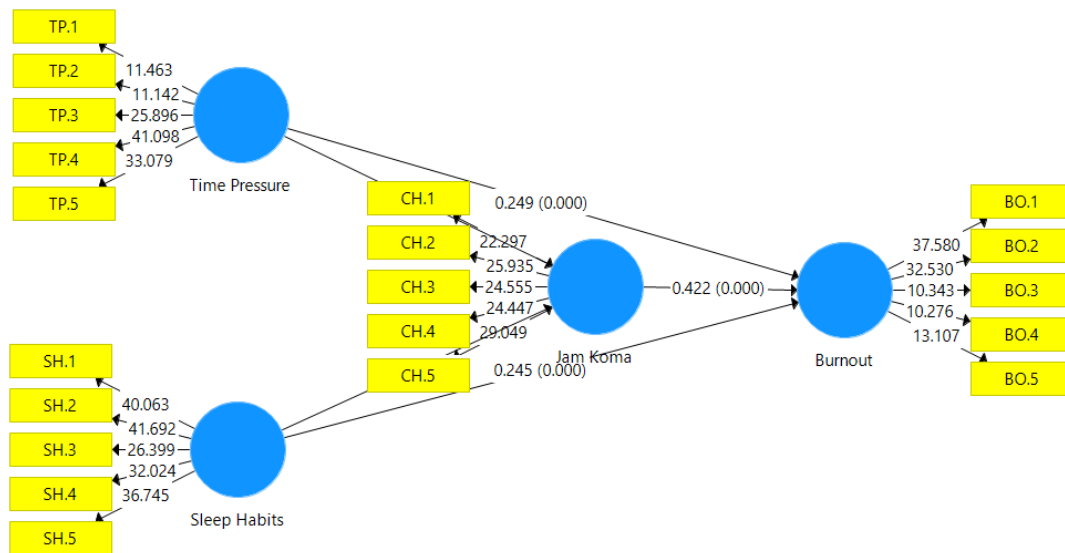 TP.1
TP.2
TP.3
TP.4
TP.5
11.463
11.142
25.896
41.098
33.079
Time Pressure
CH.1
CH.2
CH.3
CH.4
CH.5
22.297
25.935
24.555
24.447
29.049
Jam Koma
0.249 (0.000)
0.422 (0.000)
0.245 (0.000)
Burnout
37.580
32.530
10.343
10.276
13.107
BO.1
BO.2
BO.3
BO.4
BO.5
SH.1
SH.2
SH.3
SH.4
SH.5
40.063
41.692
26.399
32.024
36.745
Sleep Habits